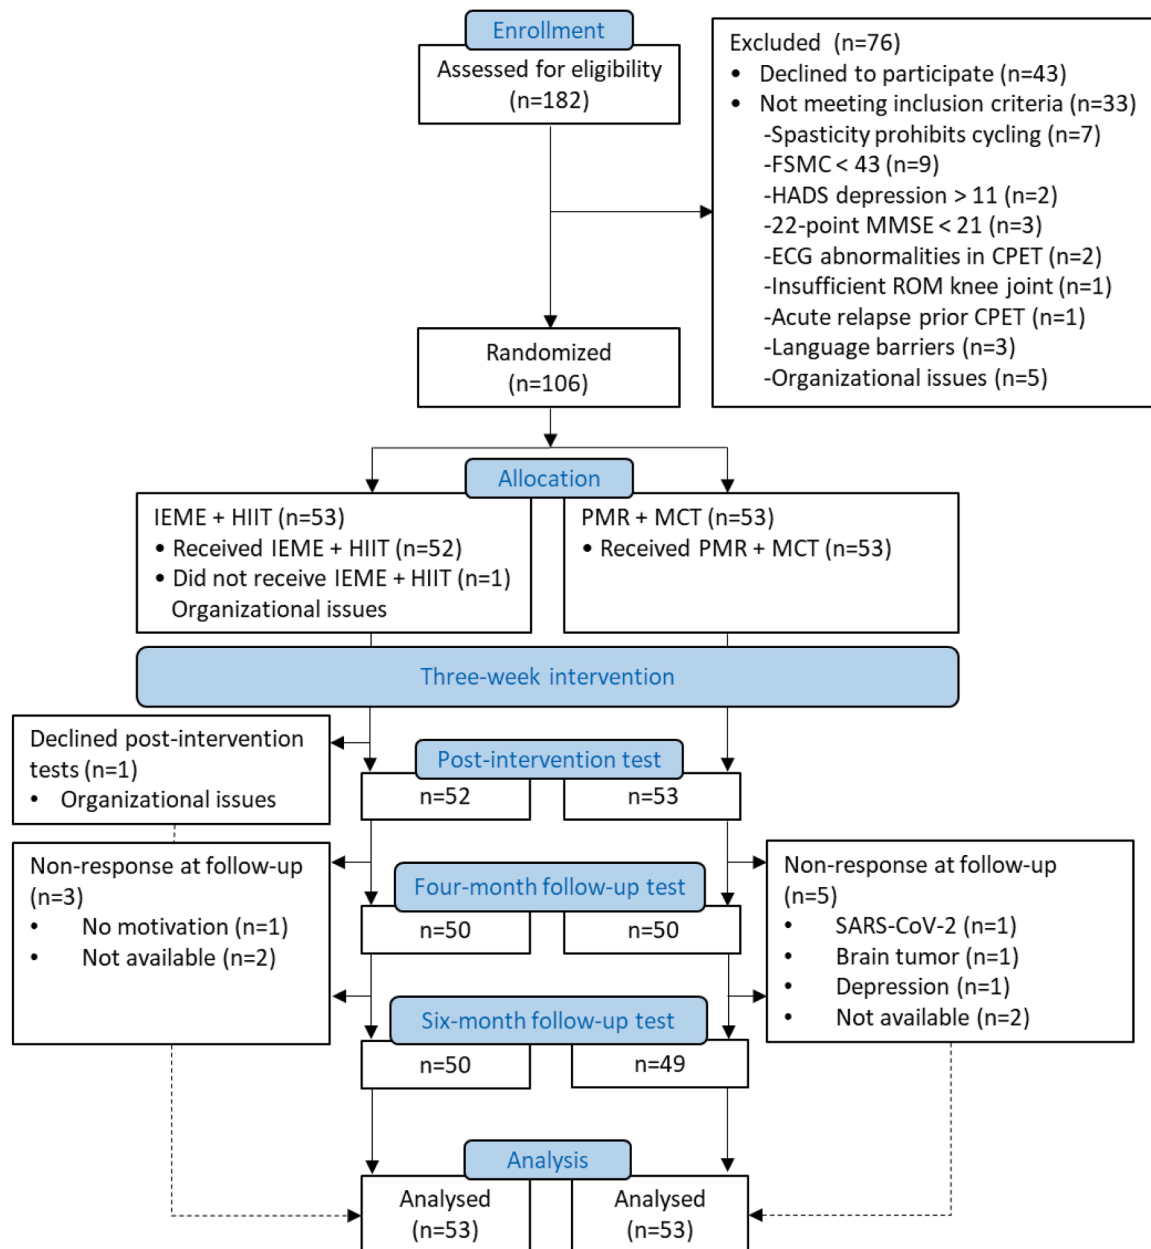 Enrollment
Assessed for eligibility
(n=182)
Excluded (n=76)
• Declined to participate (n=43)
• Not meeting inclusion criteria (n=33)
-Spasticity prohibits cycling (n=7)
-FSMC < 43 (n=9)
-HADS depression > 11 (n=2)
-22-point MMSE < 21 (n=3)
-ECG abnormalities in CPET (n=2)
-Insufficient ROM knee joint (n=1)
-Acute relapse prior CPET (n=1)
-Language barriers (n=3)
-Organizational issues (n=5)
Randomized
(n=106)
Allocation
IEME + HIIT (n=53)
• Received IEME + HIIT (n=52)
• Did not receive IEME + HIIT (n=1)
Organizational issues
PMR + MCT (n=53)
• Received PMR + MCT (n=53)
Three-week intervention
Declined post-intervention
tests (n=1)
• Organizational issues
Post-intervention test
n=52
n=53
Non-response at follow-up
(n=3)
• No motivation (n=1)
• Not available (n=2)
Four-month follow-up test
n=50
n=50
Non-response at follow-up
(n=5)
• SARS-CoV-2 (n=1)
• Brain tumor (n=1)
• Depression (n=1)
• Not available (n=2)
Six-month follow-up test
n=50
n=49
Analysis
Analysed
(n=53)
Analysed
(n=53)